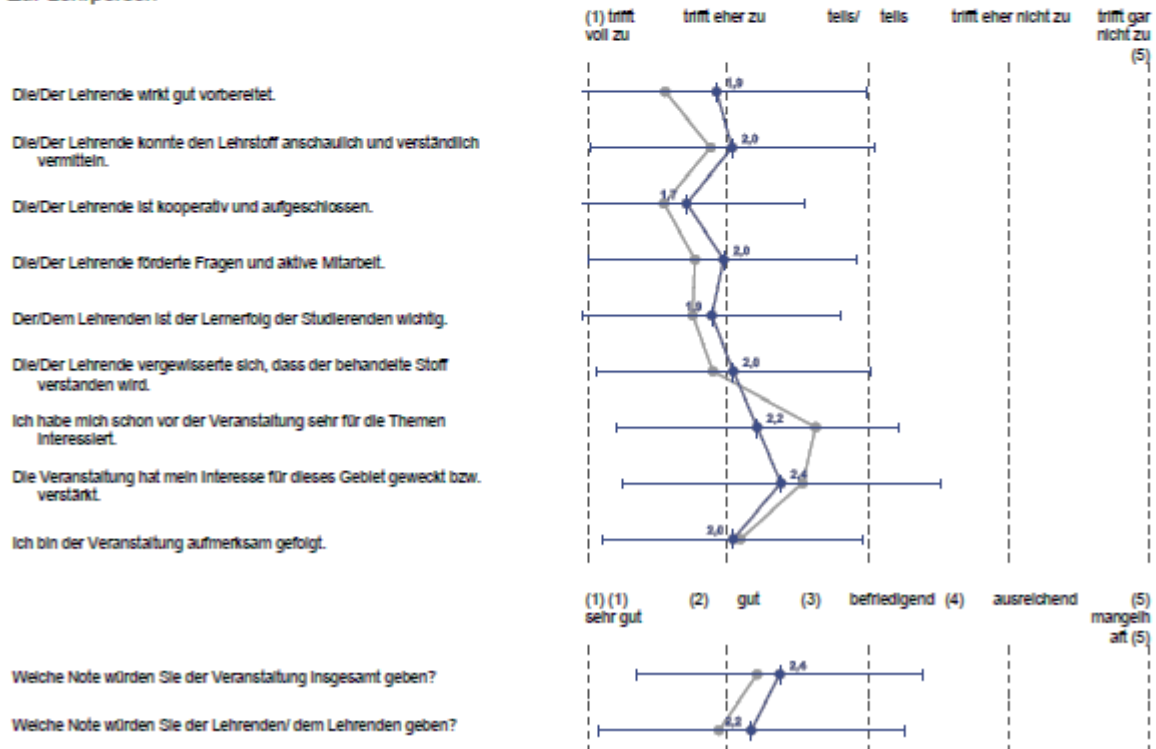 (1) trifft trifft eher zu teils/ teils trifft eher nicht zu trifft gar
voll zu nicht zu
(5)
Die/Der Lehrende wirkt gut vorbereitet.
1,9
Die/Der Lehrende konnte den Lehrstoff anschaulich und verständlich
vermitteln.
2,0
Die/Der Lehrende ist kooperativ und aufgeschlossen.
1,7
Die/Der Lehrende förderte Fragen und aktive Mitarbeit.
2,0
Der/Dem Lehrenden ist der Lernerfolg der Studierenden wichtig.
1,9
Die/Der Lehrende vergewisserte sich, dass der behandelte Stoff
verstanden wird.
2,0
Ich habe mich schon vor der Veranstaltung sehr für die Themen
interessiert.
2,2
Die Veranstaltung hat mein Interesse für dieses Gebiet geweckt bzw.
verstärkt.
2,4
Ich bin der Veranstaltung aufmerksam gefolgt.
2,0
(1) (1) (2) gut (3) befriedigend (4) ausreichend (5)
sehr gut mangelh
aft (5)
Welche Note würden Sie der Veranstaltung insgesamt geben?
2,4
Welche Note würden Sie der Lehrenden/ dem Lehrenden geben?
2,2